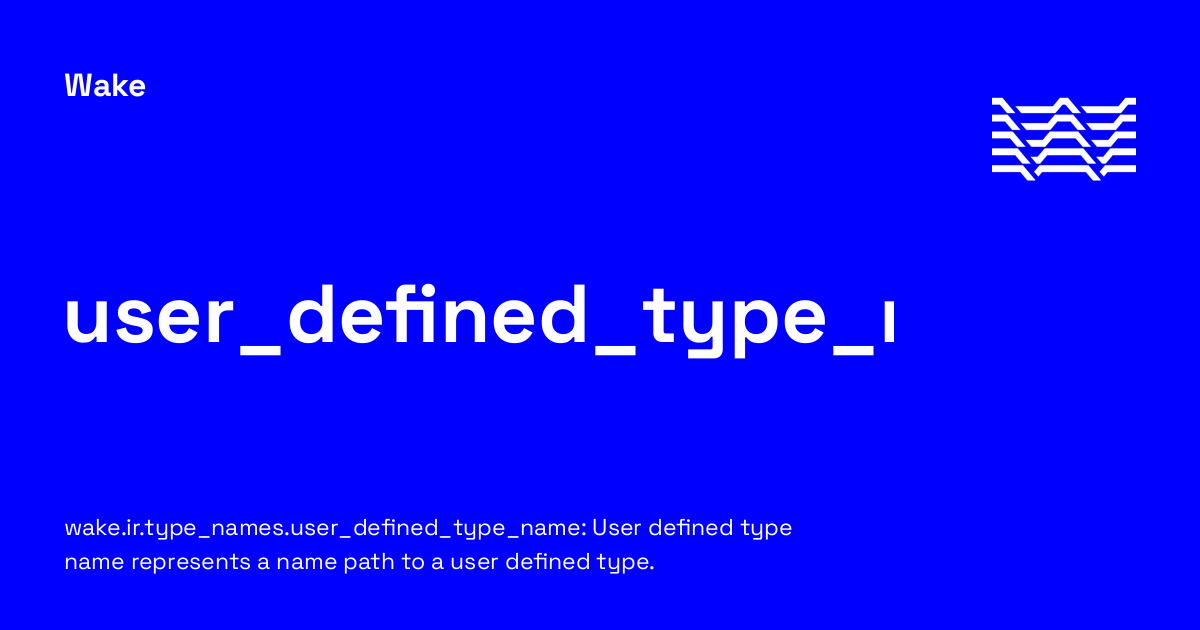 Wake
user_defined_type_
wake.ir.type_names.user_defined_type_name: User defined type
name represents a name path to a user defined type.